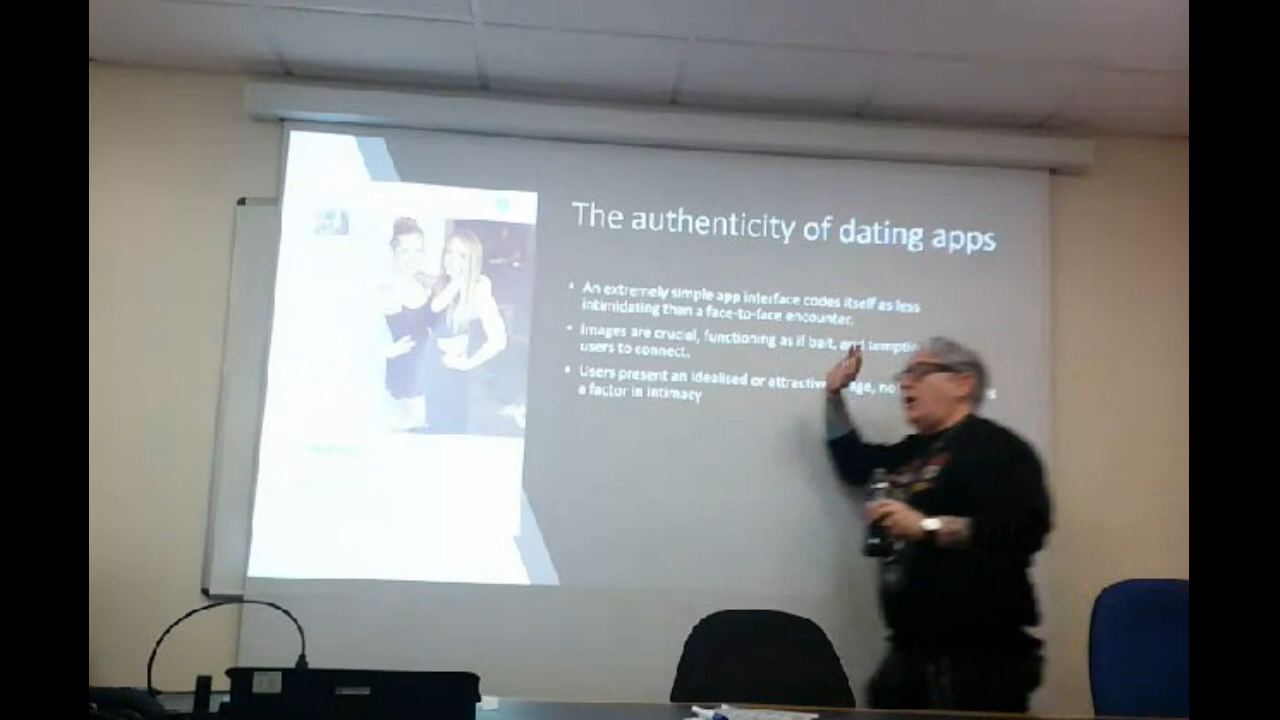 The authenticity of dating apps
• An extremely simple app interface codes itself as less
intimidating than a face-to-face encounter.
• Images are crucial, functioning as if bait, and
users to connect.
• Users present an idealised or attractive
a factor in intimacy